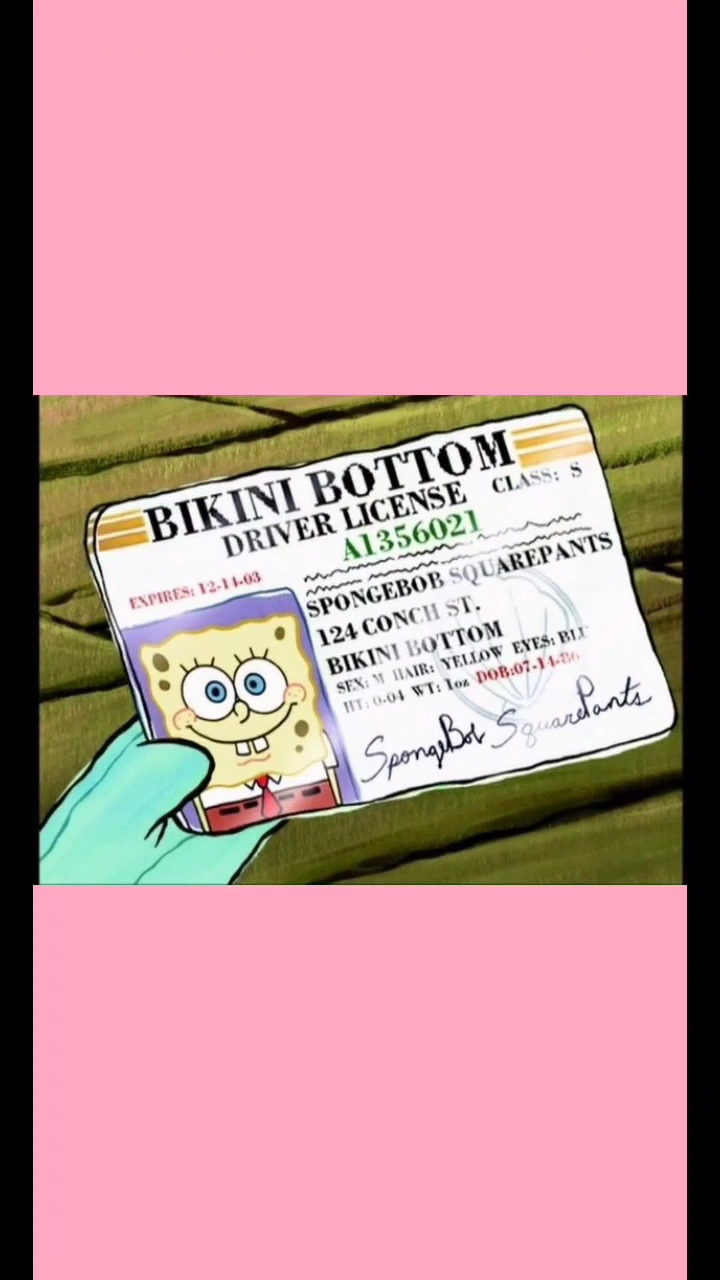 BIKINI BOTTOM
DRIVER LICENSE CLASS: S
A1356021
EXPIRES: 12-14-03
SPONGEBOB SQUAREPANTS
124 CONCH ST.
BIKINI BOTTOM
SEX: M HAIR: YELLOW EYES: BLU
HT: 0-04 WT: 1oz DOB:07-14-86
SpongeBob SquarePants